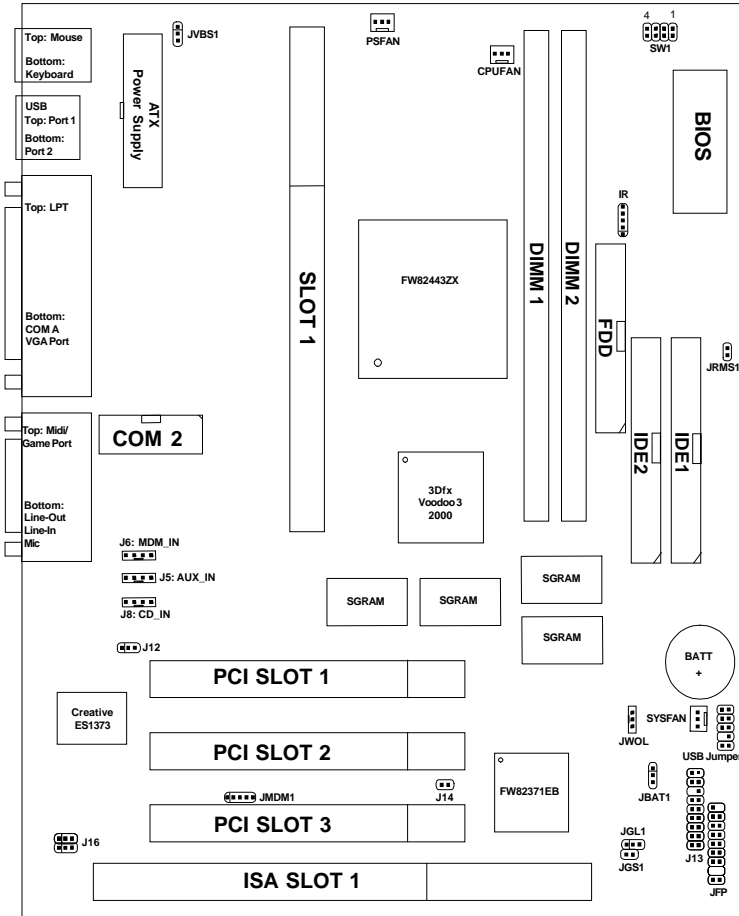 4 1
SW1
PSFAN
CPUFAN
JVBS1
Top: Mouse
Bottom:
Keyboard
ATX
Power Supply
USB
Top: Port 1
Bottom:
Port 2
BIOS
IR
Top: LPT
Bottom:
COM A
VGA Port
SLOT 1
FW82443ZX
DIMM 1
DIMM 2
FDD
JRMS1
IDE2
IDE1
Top: Midi/
Game Port
Bottom:
Line-Out
Line-In
Mic
COM 2
3Dfx
Voodoo3
2000
J6: MDM_IN
J5: AUX_IN
J8: CD_IN
SGRAM
SGRAM
SGRAM
SGRAM
J12
BATT
+
PCI SLOT 1
Creative
ES1373
SYSFAN
JWOL
USB Jumper
PCI SLOT 2
FW82371EB
JBAT1
J14
JMDM1
PCI SLOT 3
J16
JGL1
JGS1
J13
JFP
ISA SLOT 1